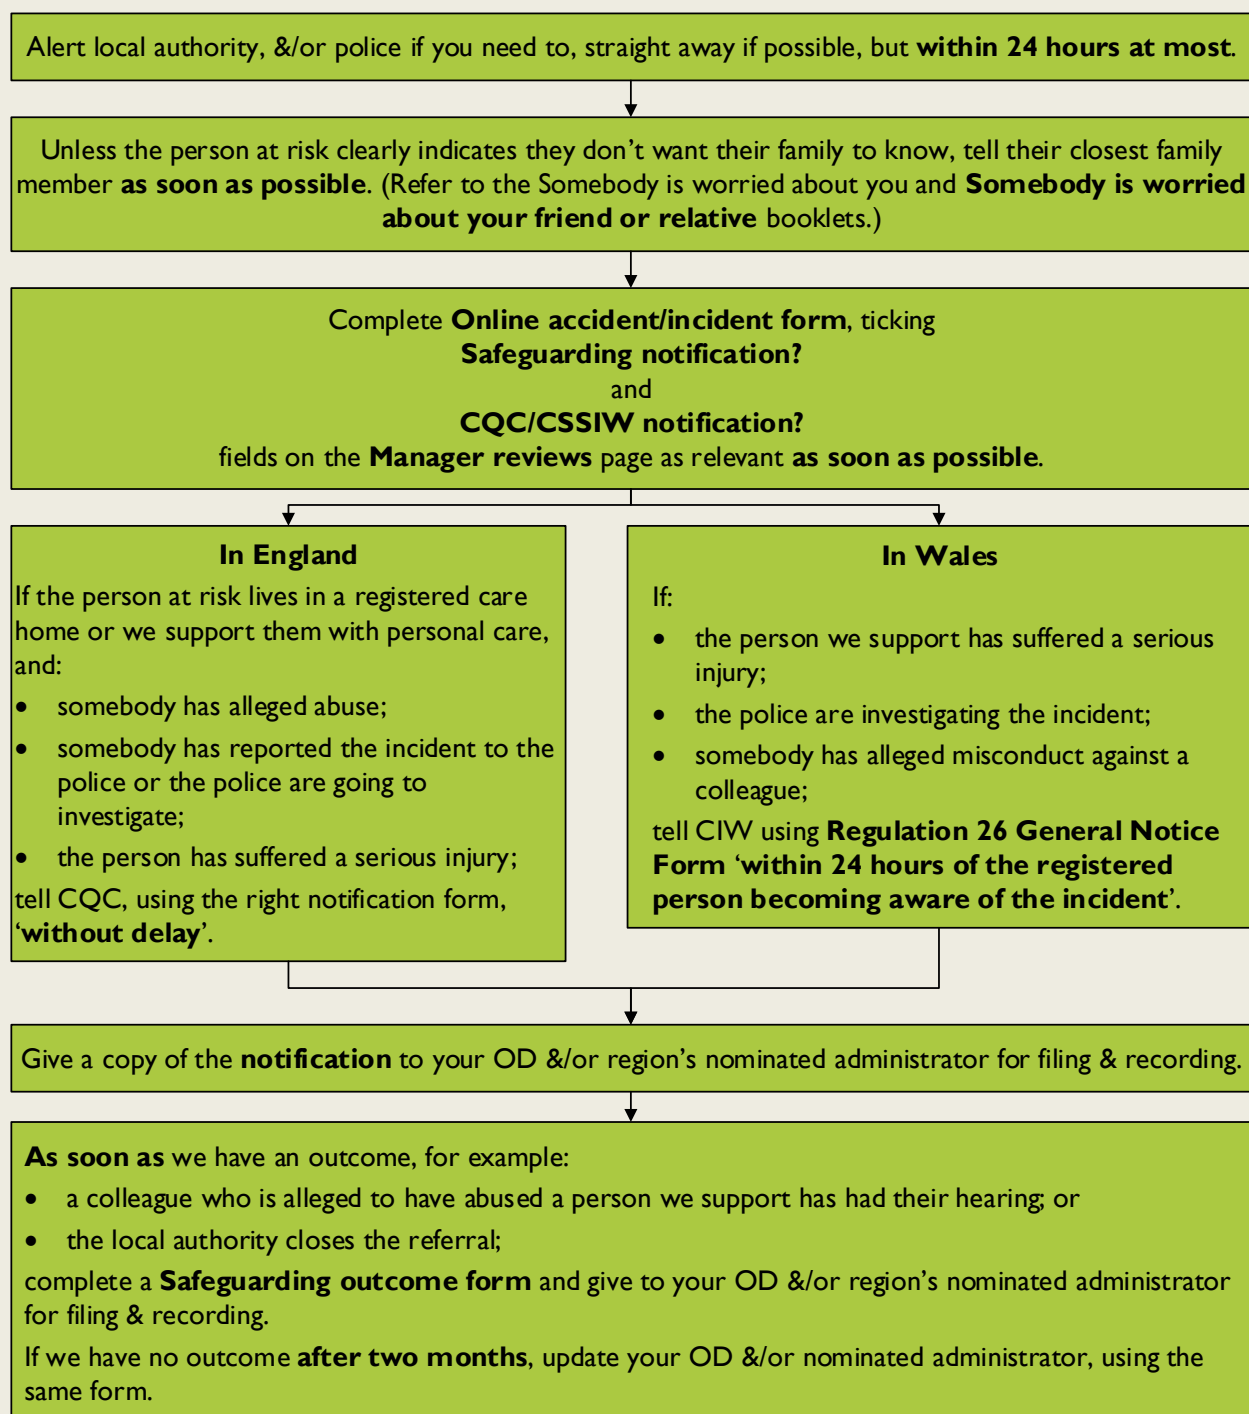 Alert local authority, &/or police if you need to, straight away if possible, but within 24 hours at most.
Unless the person at risk clearly indicates they don't want their family to know, tell their closest family
member as soon as possible. (Refer to the Somebody is worried about you and Somebody is worried
about your friend or relative booklets.)
Complete Online accident/incident form, ticking
Safeguarding notification?
and
CQC/CSSIW notification?
fields on the Manager reviews page as relevant as soon as possible.
In England
If the person at risk lives in a registered care
home or we support them with personal care,
and:
• somebody has alleged abuse;
• somebody has reported the incident to the
police or the police are going to
investigate;
• the person has suffered a serious injury;
tell CQC, using the right notification form,
'without delay'.
In Wales
If:
• the person we support has suffered a serious
injury;
• the police are investigating the incident;
• somebody has alleged misconduct against a
colleague;
tell CIW using Regulation 26 General Notice
Form 'within 24 hours of the registered
person becoming aware of the incident'.
Give a copy of the notification to your OD &/or region's nominated administrator for filing & recording.
As soon as we have an outcome, for example:
• a colleague who is alleged to have abused a person we support has had their hearing; or
• the local authority closes the referral;
complete a Safeguarding outcome form and give to your OD &/or region's nominated administrator
for filing & recording.
If we have no outcome after two months, update your OD &/or nominated administrator, using the
same form.